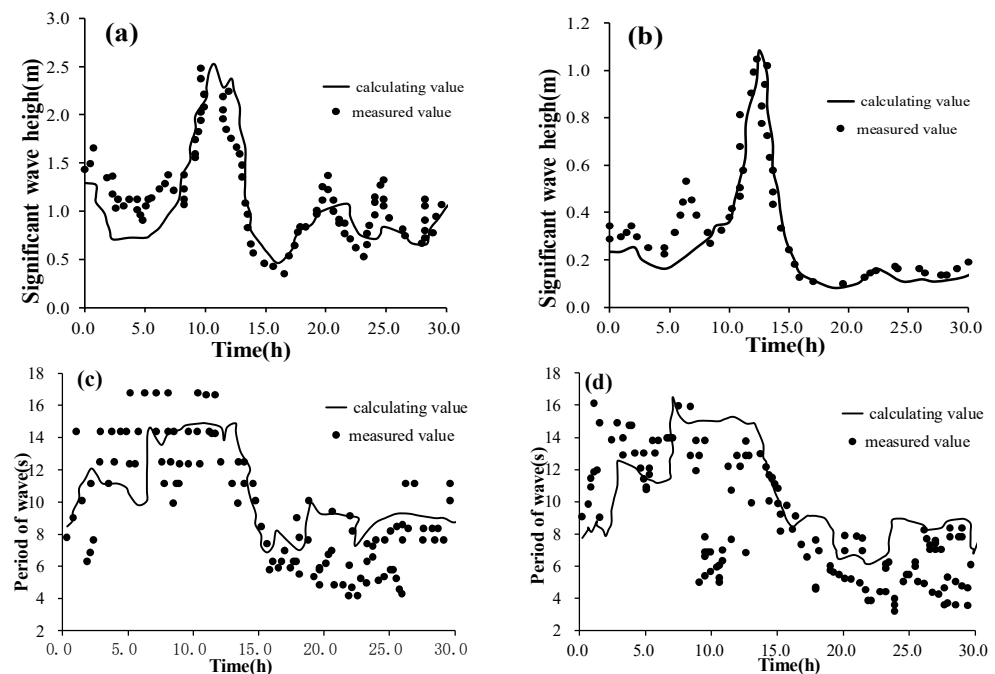 (a)
Significant wave heigh(m)
3.0
2.5
2.0
1.5
1.0
0.5
0.0
calculating value
measured value
0.0 5.0 10.0 15.0 20.0 25.0 30.0
Time(h)
(b)
Significant wave heigh(m)
1.2
1.0
0.8
0.6
0.4
0.2
0.0
calculating value
measured value
0.0 5.0 10.0 15.0 20.0 25.0 30.0
Time(h)
(c)
Period of wave(s)
18
16
14
12
10
8
6
4
2
calculating value
measured value
0.0 5.0 10.0 15.0 20.0 25.0 30.0
Time(h)
(d)
Period of wave(s)
18
16
14
12
10
8
6
4
2
calculating value
measured value
0.0 5.0 10.0 15.0 20.0 25.0 30.0
Time(h)